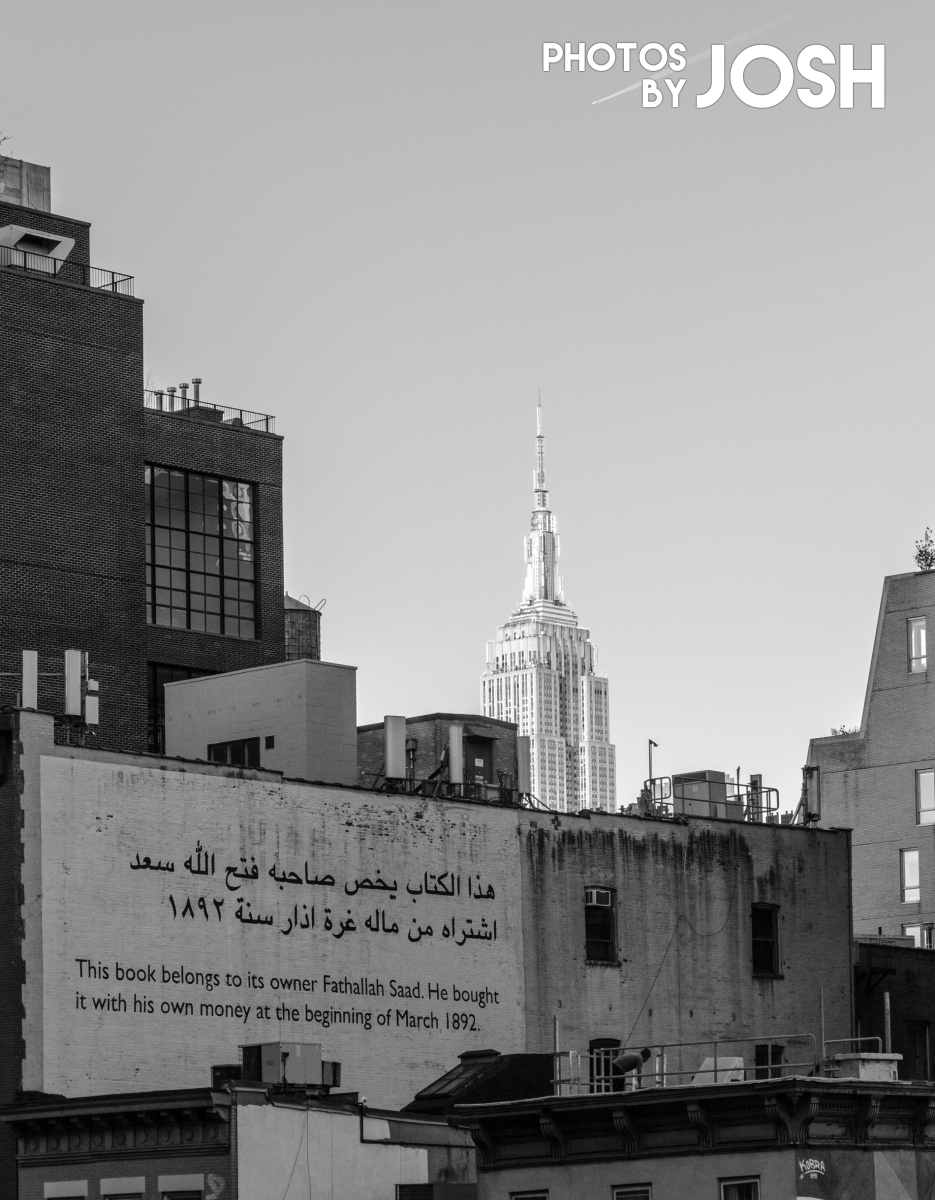 PHOTOS
BY JOSH
هذا الكتاب يخص صاحبه فتح الله سعد
اشتراه من ماله غرة اذار سنة ١٨٩٢
This book belongs to its owner Fathallah Saad. He bought
it with his own money at the beginning of March 1892.
KOBRA